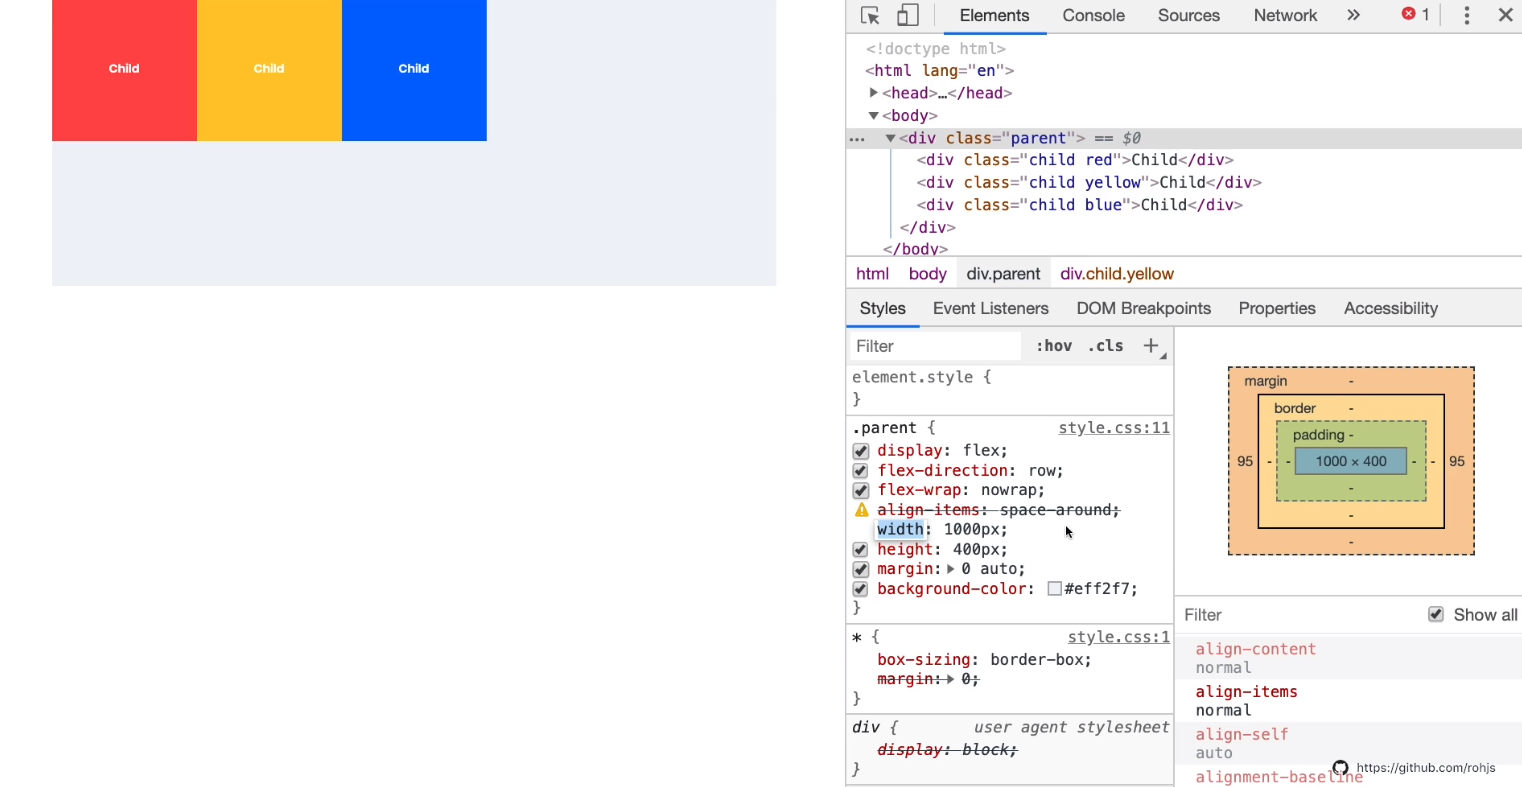 Child Child Child
Elements Console Sources Network » 1
<!doctype html>
<html lang="en">
<head>…</head>
<body>
… <div class="parent"> == $0
<div class="child red">Child</div>
<div class="child yellow">Child</div>
<div class="child blue">Child</div>
</div>
</body>
html body div.parent div.child.yellow
Styles Event Listeners DOM Breakpoints Properties Accessibility
Filter :hov .cls +
element.style {
}
.parent { style.css:11
display: flex;
flex-direction: row;
flex-wrap: nowrap;
align-items: space-around;
width: 1000px;
height: 400px;
margin: 0 auto;
background-color: #eff2f7;
}
* { style.css:1
box-sizing: border-box;
margin: 0;
}
div { user agent stylesheet
display: block;
}
margin -
border -
padding -
95 - - 1000 × 400 - - 95
-
-
-
Filter Show all
align-content
normal
align-items
normal
align-self
auto
alignment-baseline
https://github.com/rohjs